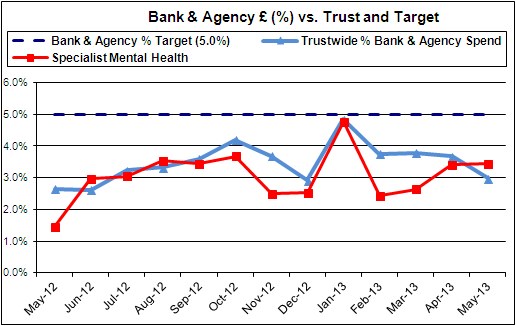 Bank & Agency £ (%) vs. Trust and Target
Bank & Agency % Target (5.0%)
Trustwide % Bank & Agency Spend
Specialist Mental Health
6.0%
5.0%
4.0%
3.0%
2.0%
1.0%
0.0%
May-12
Jun-12
Jul-12
Aug-12
Sep-12
Oct-12
Nov-12
Dec-12
Jan-13
Feb-13
Mar-13
Apr-13
May-13